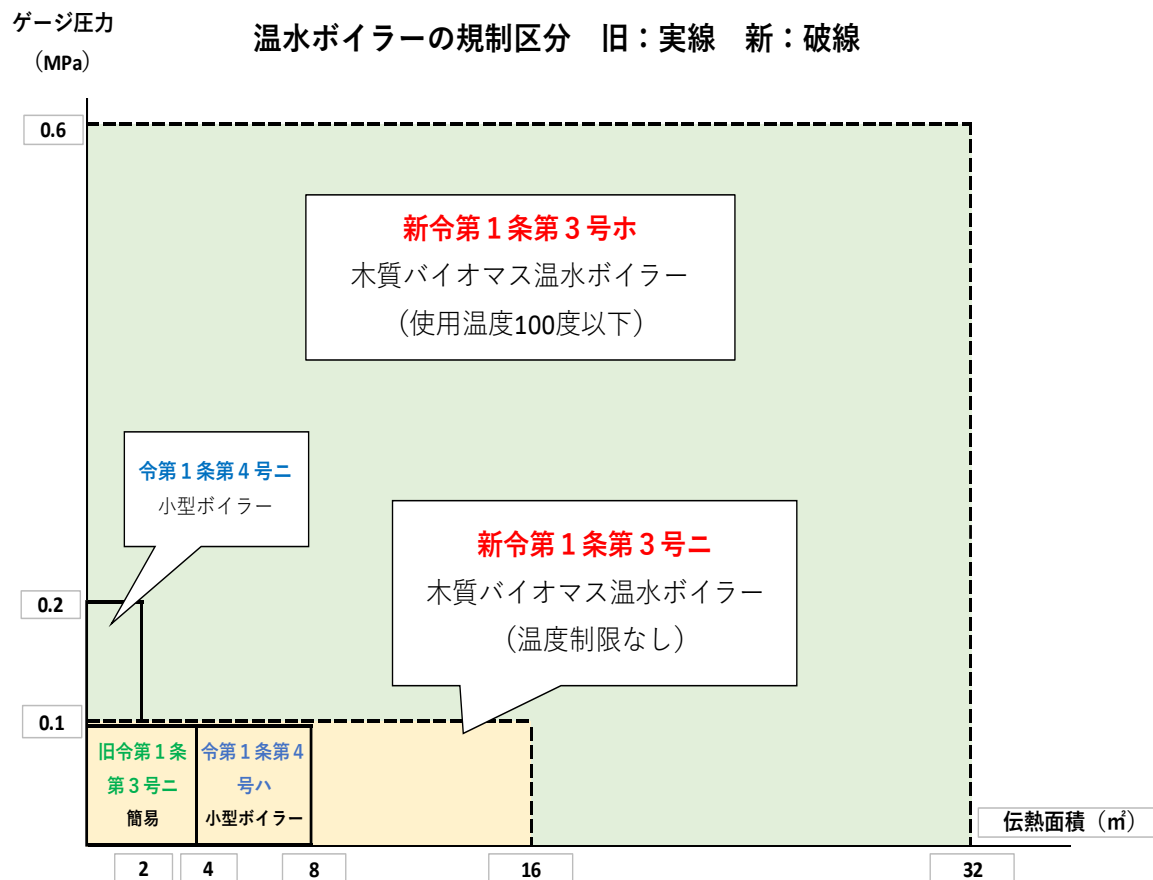 ゲージ圧力
（MPa）
温水ボイラーの規制区分　旧：実線　新：破線
0.6
新令第１条第３号ホ
木質バイオマス温水ボイラー
（使用温度100度以下）
令第１条第４号ニ
小型ボイラー
新令第１条第３号ニ
木質バイオマス温水ボイラー
（温度制限なし）
0.2
0.1
旧令第１条
第３号ニ
簡易
令第１条第４
号ハ
小型ボイラー
伝熱面積（㎡）
2
4
8
16
32